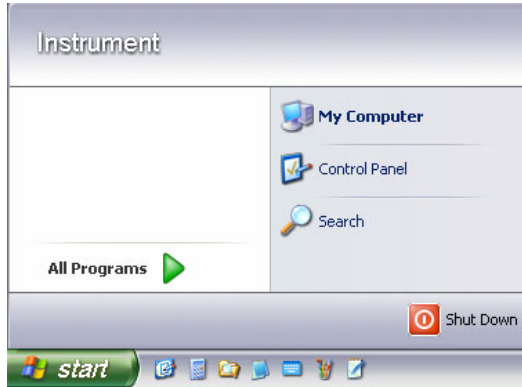 Instrument
My Computer
Control Panel
Search
All Programs
Shut Down
start